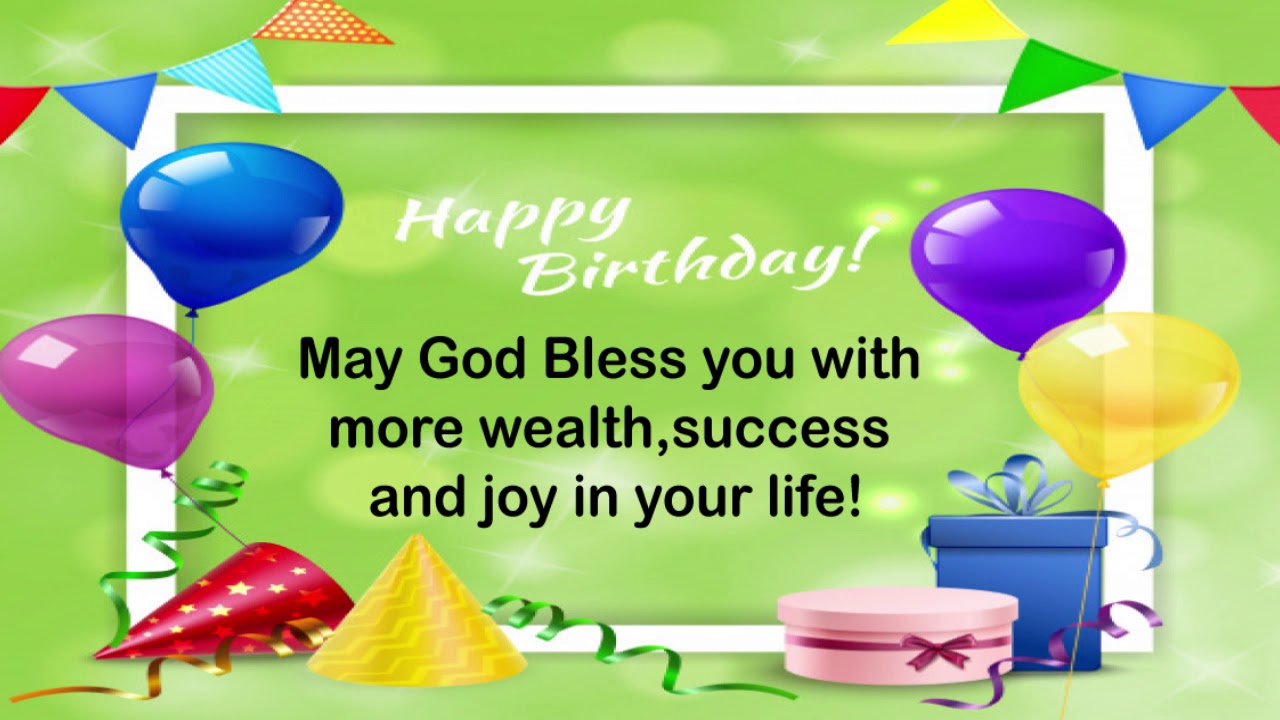 Happy
Birthday!
May God Bless you with
more wealth,success
and joy in your life!